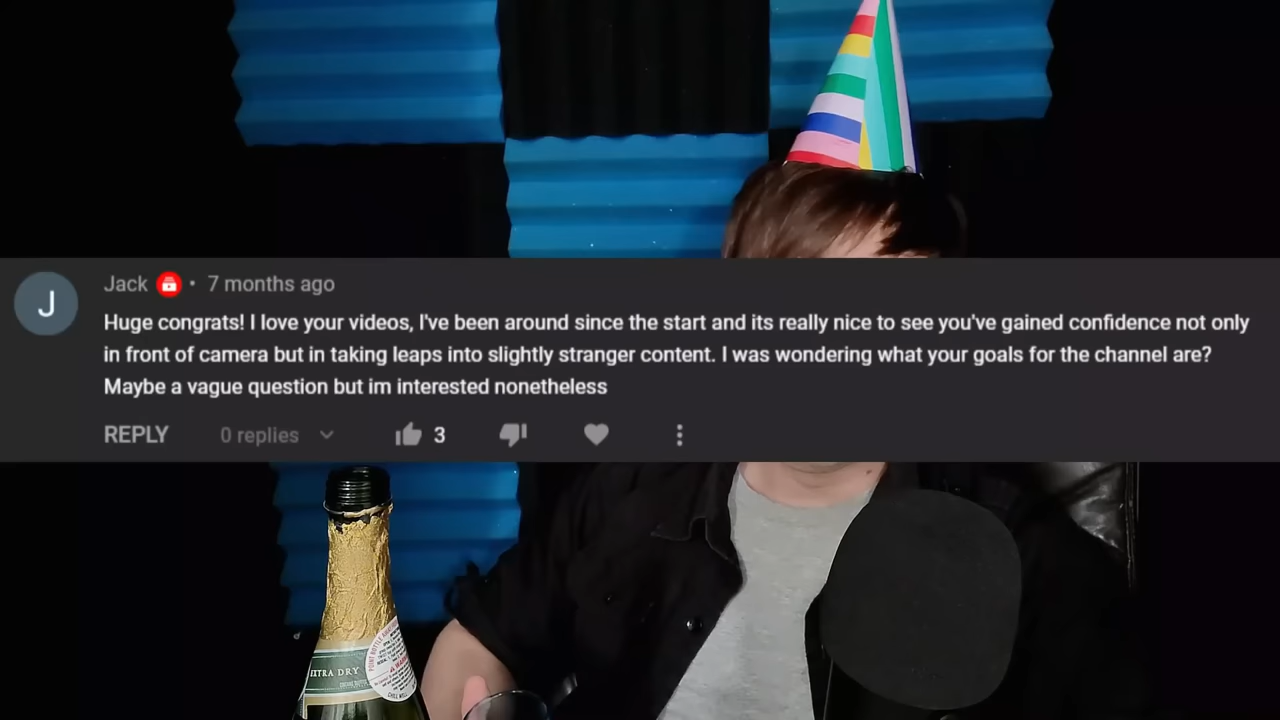 J
Jack • 7 months ago
Huge congrats! I love your videos, I've been around since the start and its really nice to see you've gained confidence not only
in front of camera but in taking leaps into slightly stranger content. I was wondering what your goals for the channel are?
Maybe a vague question but im interested nonetheless
REPLY 0 replies 3
EXTRA DRY